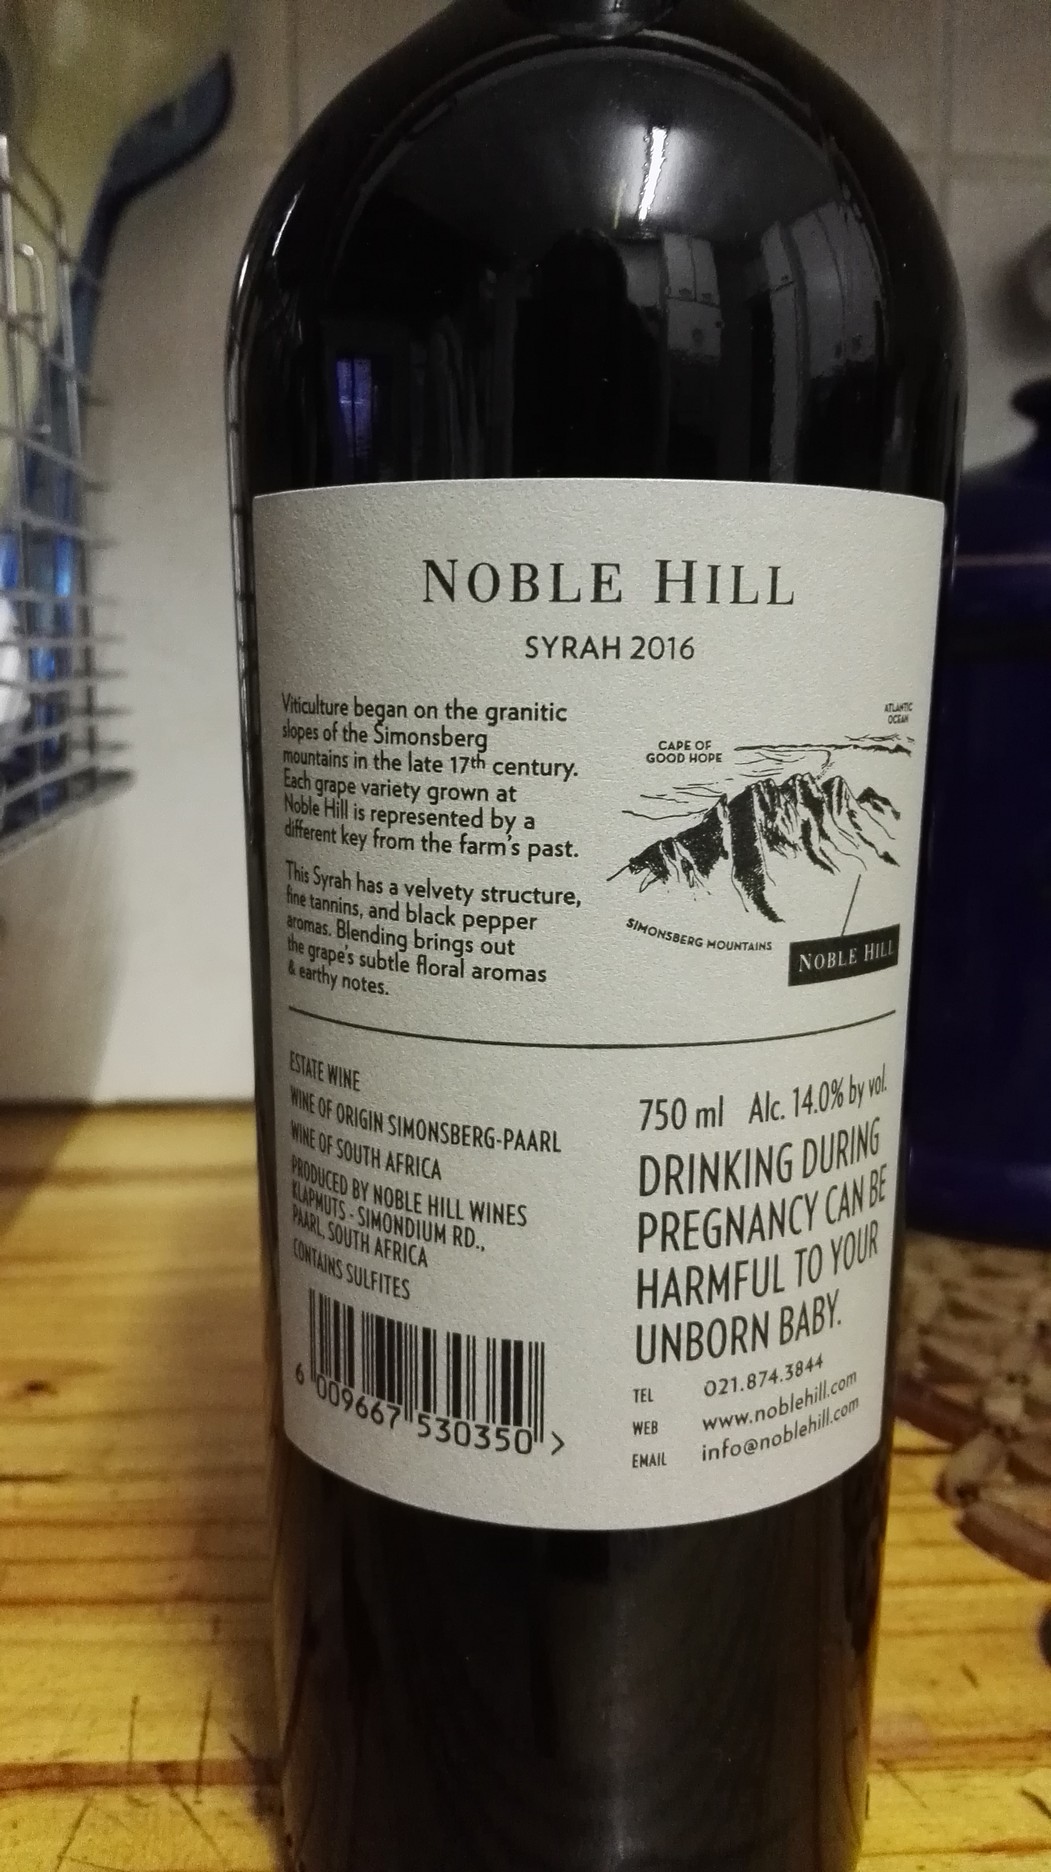 NOBLE HILL
SYRAH 2016
Viticulture began on the granitic
slopes of the Simonsberg
mountains in the late 17th century.
Each grape variety grown at
Noble Hill is represented by a
different key from the farm's past.
This Syrah has a velvety structure,
fine tannins, and black pepper
aromas. Blending brings out
the grape's subtle floral aromas
& earthy notes.
ATLANTIC
OCEAN
CAPE OF
GOOD HOPE
SIMONSBERG MOUNTAINS
NOBLE HILL
ESTATE WINE
WINE OF ORIGIN SIMONSBERG-PAARL
WINE OF SOUTH AFRICA
PRODUCED BY NOBLE HILL WINES
KLAPMUTS - SIMONDIUM RD.,
PAARL, SOUTH AFRICA
CONTAINS SULFITES
6 009667 530350 >
750 ml Alc. 14.0% by vol.
DRINKING DURING
PREGNANCY CAN BE
HARMFUL TO YOUR
UNBORN BABY.
TEL 021.874.3844
WEB www.noblehill.com
EMAIL info@noblehill.com